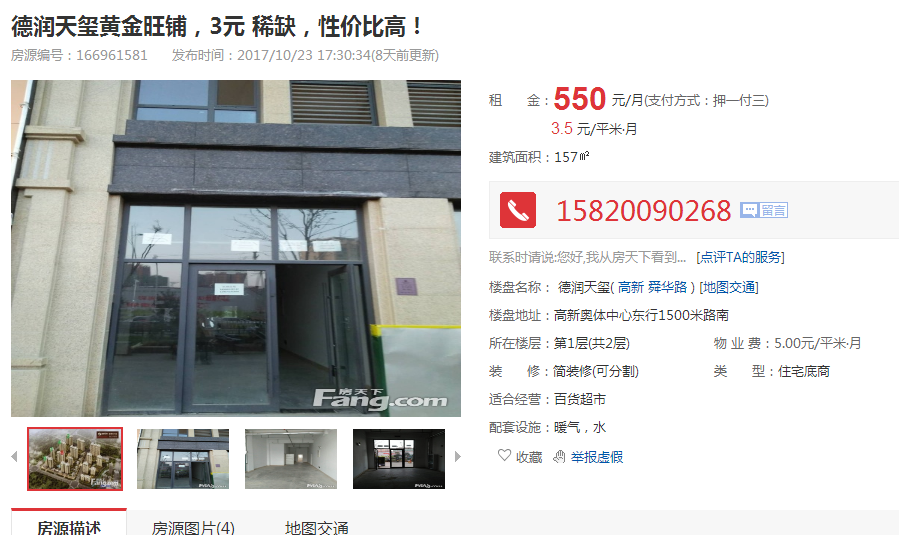 德润天玺黄金旺铺，3元 稀缺，性价比高！
房源编号：166961581 发布时间：2017/10/23 17:30:34(8天前更新)
租 金：550 元/月(支付方式：押一付三)
3.5 元/平米·月
建筑面积：157㎡
15820090268 留言
联系时请说:您好,我从房天下看到... [点评TA的服务]
楼盘名称： 德润天玺( 高新 舜华路 ) [地图交通]
楼盘地址：高新奥体中心东行1500米路南
所在楼层：第1层(共2层) 物 业 费：5.00元/平米·月
装 修：简装修(可分割) 类 型：住宅底商
适合经营：百货超市
配套设施：暖气，水
收藏 举报虚假
房天下
Fang.com
Fang.com
房源描述 房源图片(4) 地图交通